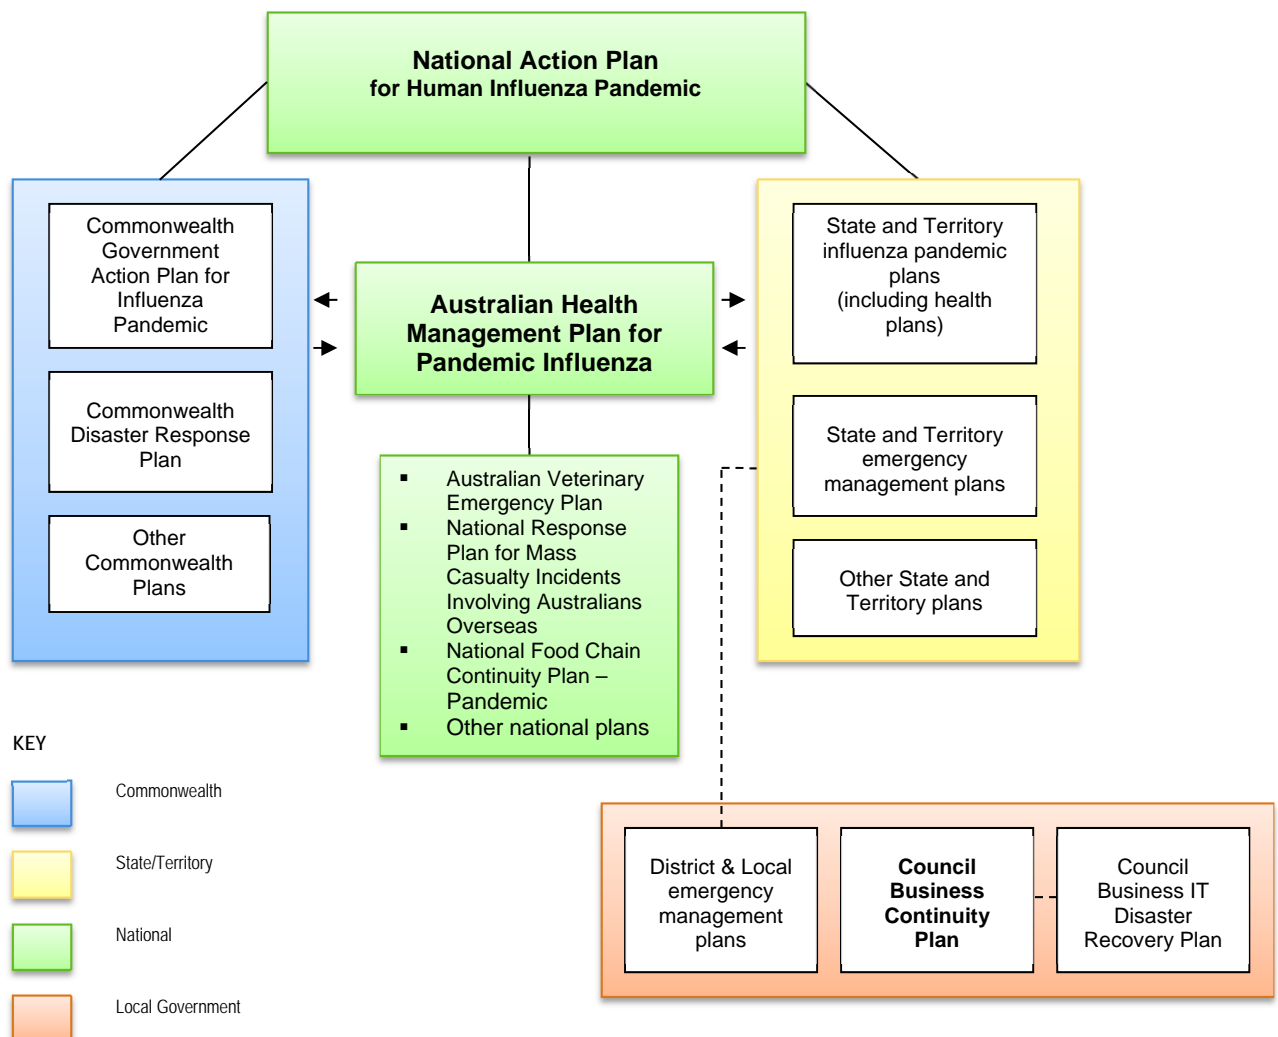 National Action Plan
for Human Influenza Pandemic
Commonwealth
Government
Action Plan for
Influenza
Pandemic
Commonwealth
Disaster Response
Plan
Other
Commonwealth
Plans
Australian Health
Management Plan for
Pandemic Influenza
▪ Australian Veterinary
Emergency Plan
▪ National Response
Plan for Mass
Casualty Incidents
Involving Australians
Overseas
▪ National Food Chain
Continuity Plan –
Pandemic
▪ Other national plans
State and Territory
influenza pandemic
plans
(including health
plans)
State and Territory
emergency
management plans
Other State and
Territory plans
KEY
Commonwealth
State/Territory
National
Local Government
District & Local
emergency
management
plans
Council
Business
Continuity
Plan
Council
Business IT
Disaster
Recovery Plan